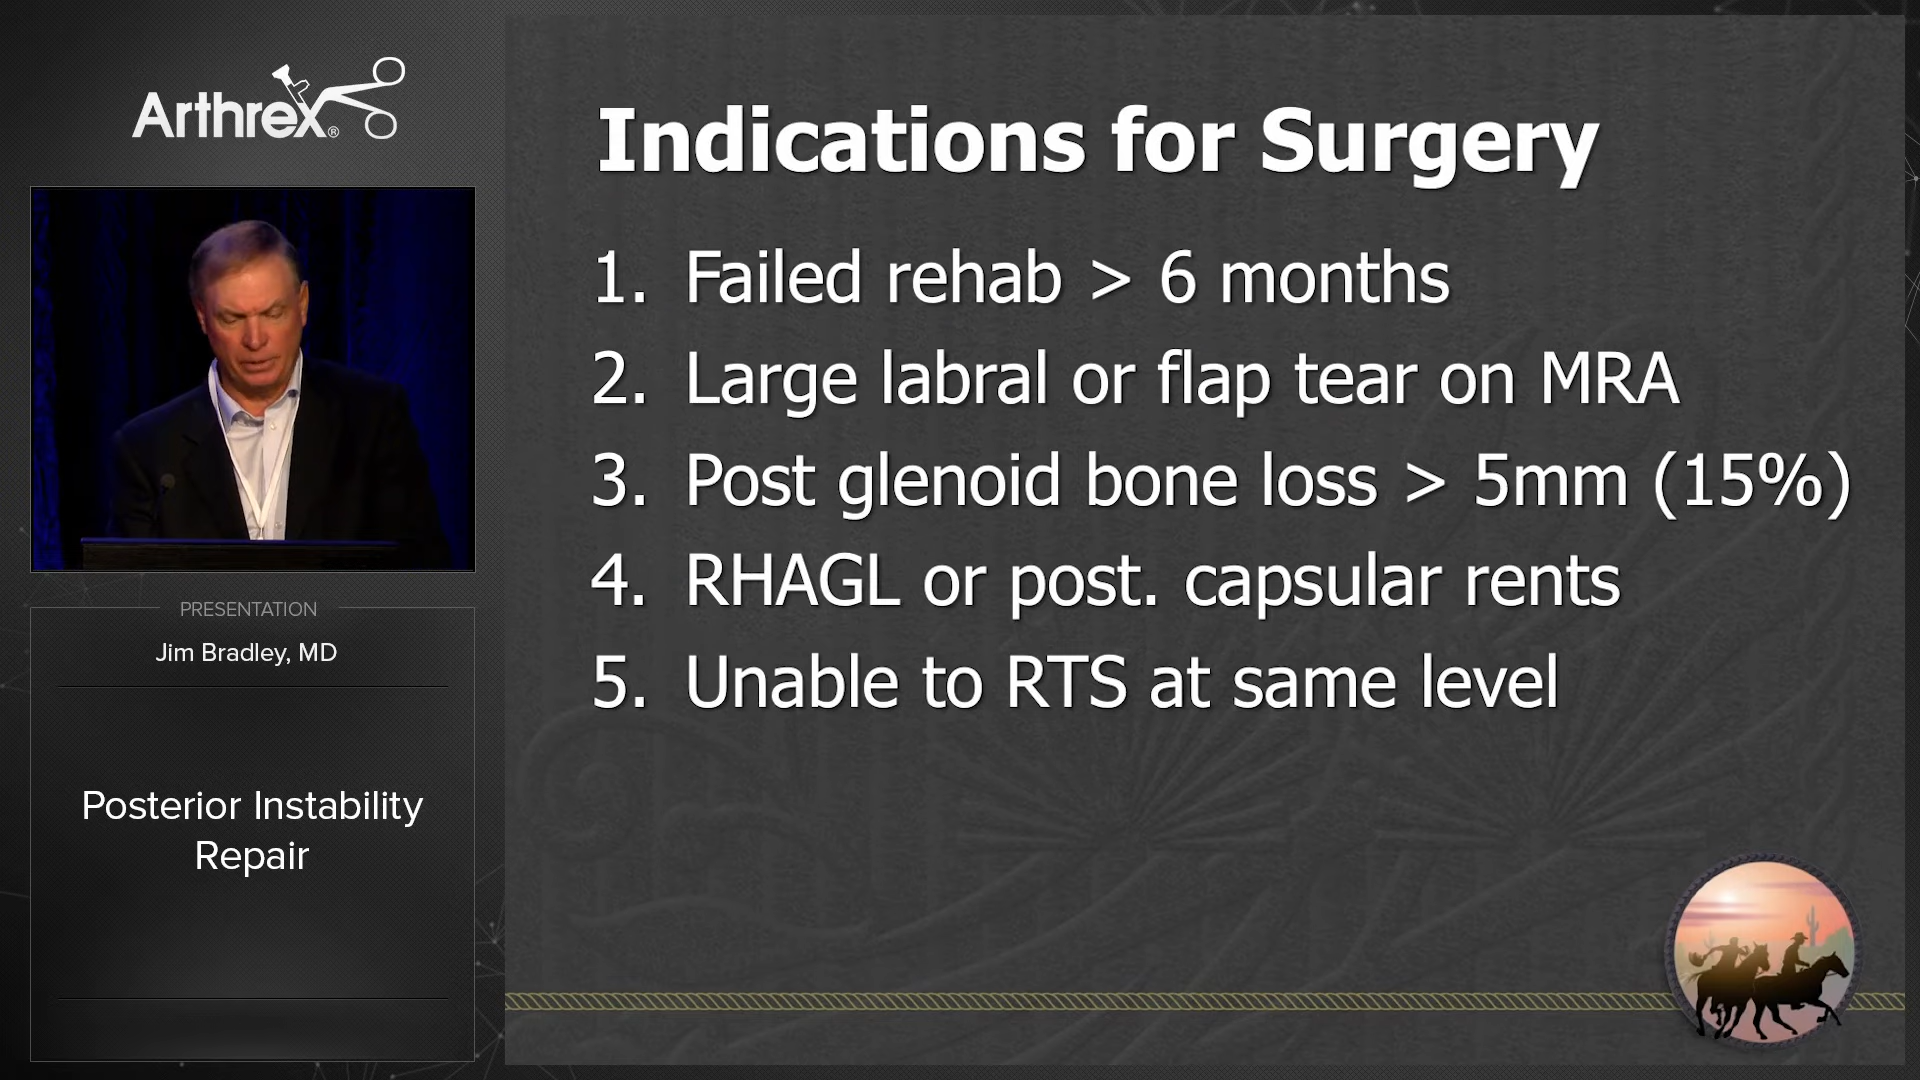 Arthrex®
PRESENTATION
Jim Bradley, MD
Posterior Instability
Repair
Indications for Surgery
1. Failed rehab > 6 months
2. Large labral or flap tear on MRA
3. Post glenoid bone loss > 5mm (15%)
4. RHAGL or post. capsular rents
5. Unable to RTS at same level